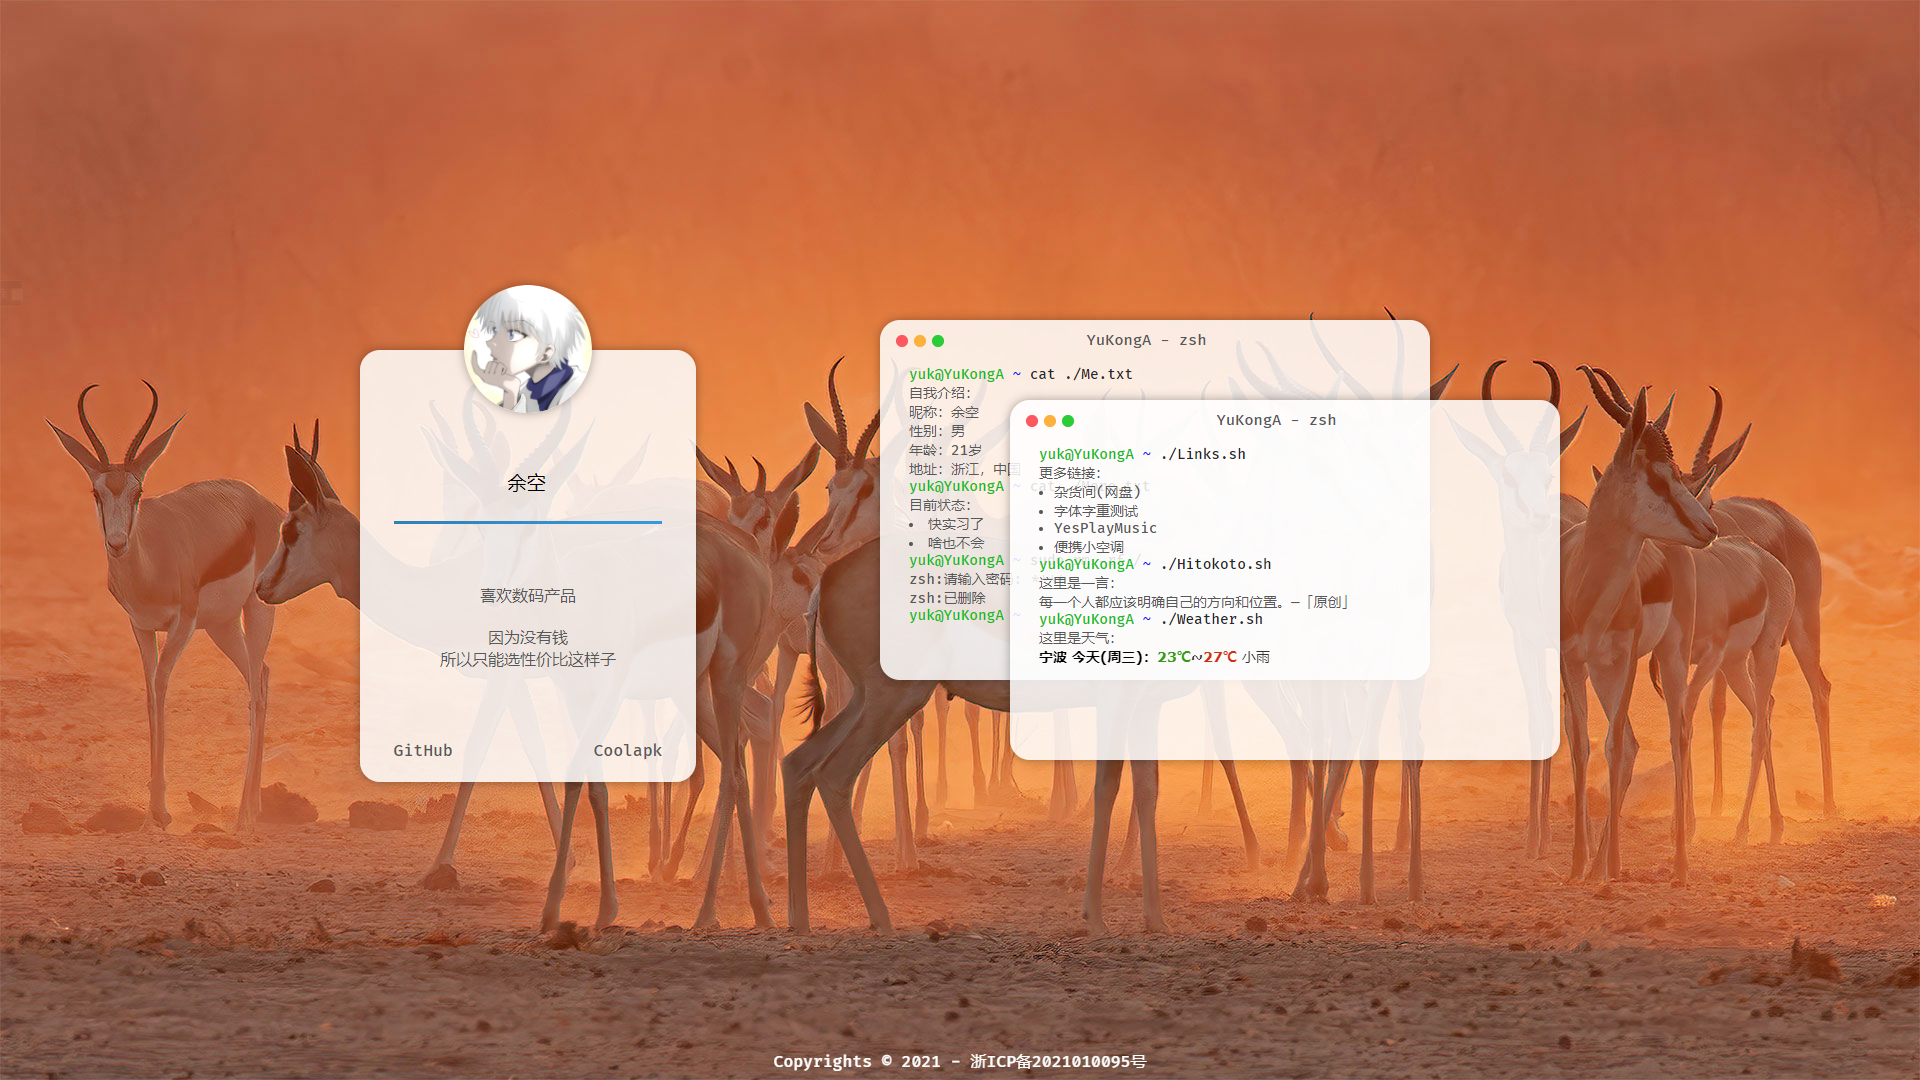 余空
喜欢数码产品
因为没有钱
所以只能选性价比这样子
GitHub
Coolapk
YuKongA - zsh
yuk@YuKongA ~ cat ./Me.txt
自我介绍:
昵称: 余空
性别: 男
年龄: 21岁
地址: 浙江, 中国
yuk@YuKongA ~ cat
目前状态:
• 快实习了
• 啥也不会
yuk@YuKongA ~
zsh:请输入密码:
zsh:已删除
yuk@YuKongA ~
YuKongA - zsh
yuk@YuKongA ~ ./Links.sh
更多链接:
• 杂货间(网盘)
• 字体字重测试
• YesPlayMusic
• 便携小空调
yuk@YuKongA ~ ./Hitokoto.sh
这里是一言:
每一个人都应该明确自己的方向和位置。—「原创」
yuk@YuKongA ~ ./Weather.sh
这里是天气:
宁波 今天(周三): 23℃~27℃ 小雨
Copyrights © 2021 - 浙ICP备2021010095号